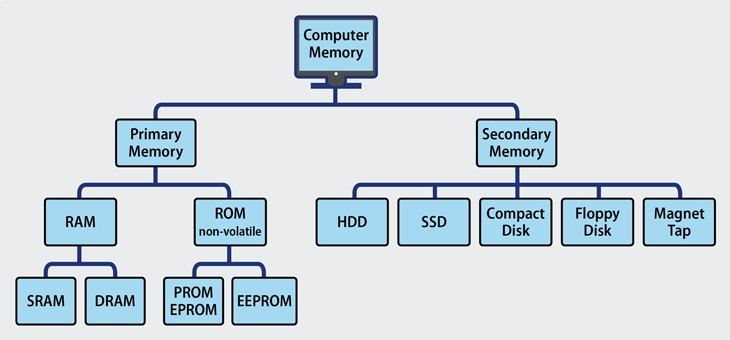 Computer
Memory
Primary
Memory
Secondary
Memory
RAM
ROM
non-volatile
HDD
SSD
Compact
Disk
Floppy
Disk
Magnet
Tap
SRAM
DRAM
PROM
EPROM
EEPROM